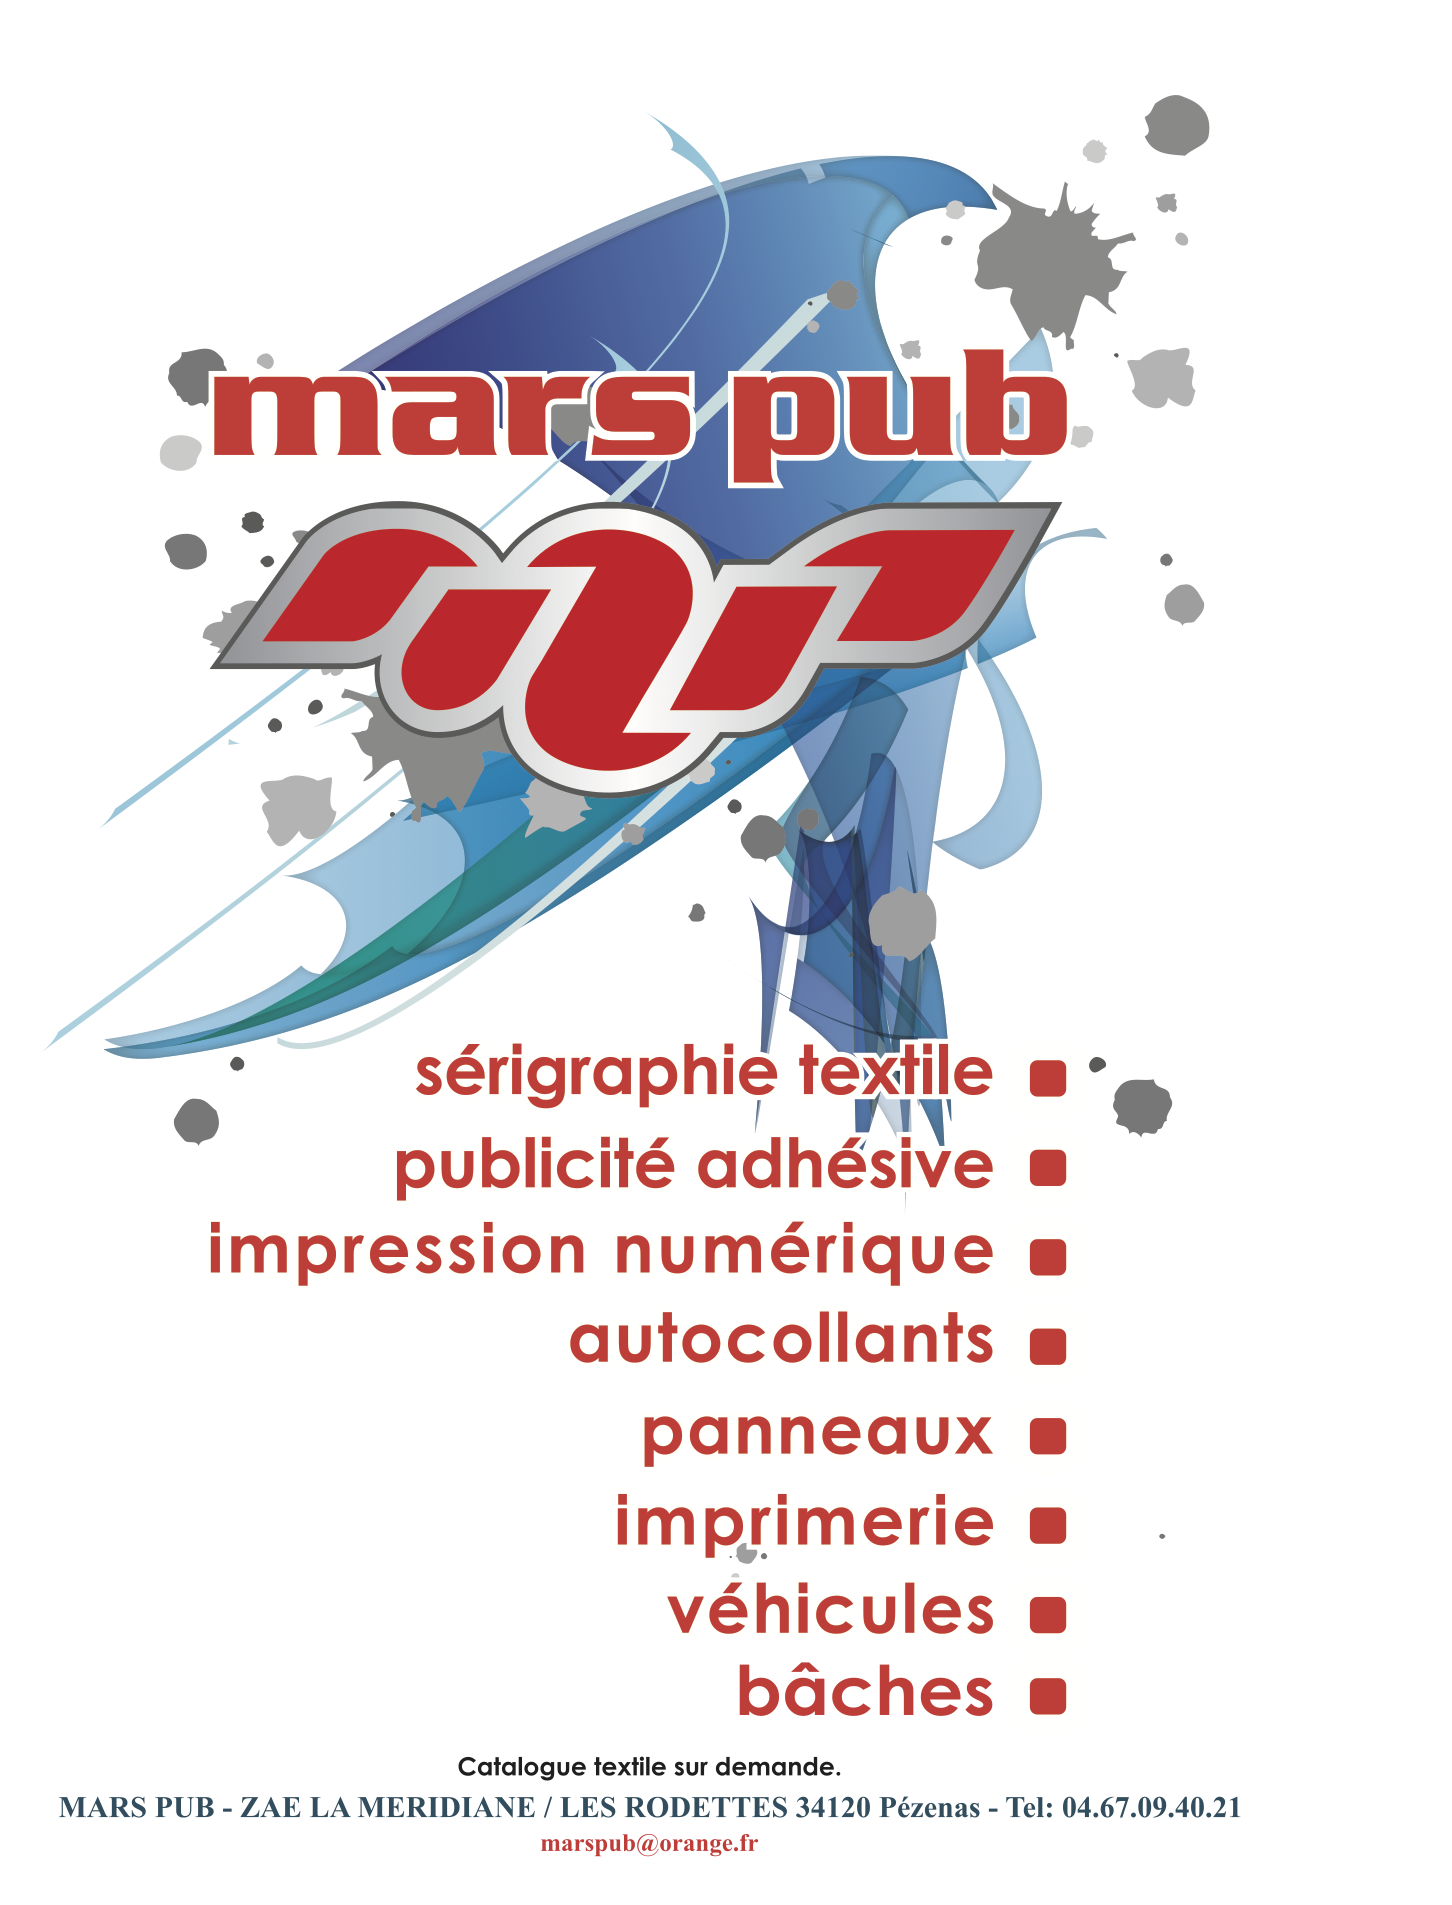 mars pub
sérigraphie textile
publicité adhésive
impression numérique
autocollants
panneaux
imprimerie
véhicules
bâches
Catalogue textile sur demande.
MARS PUB - ZAE LA MERIDIANE / LES RODETTES 34120 Pézenas - Tel: 04.67.09.40.21
marspub@orange.fr